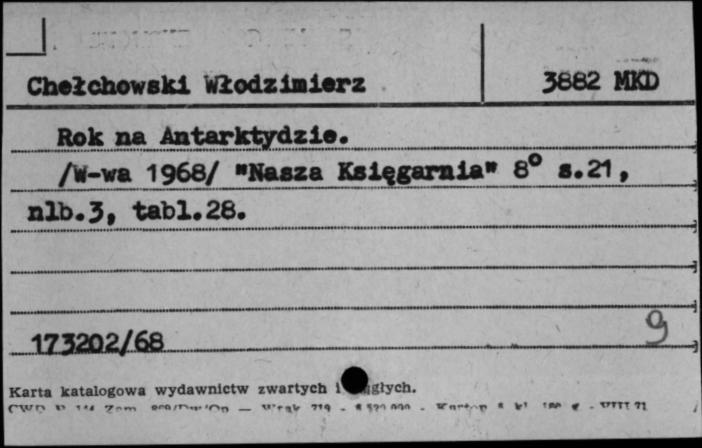 Chełchowski Włodzimierz 3882 MKD
Rok na Antarktydzie.
/W-wa 1968/ "Nasza Księgarnia" 8° s.21,
nlb.3, tabl.28.
173202/68 9
Karta katalogowa wydawnictw zwartych i